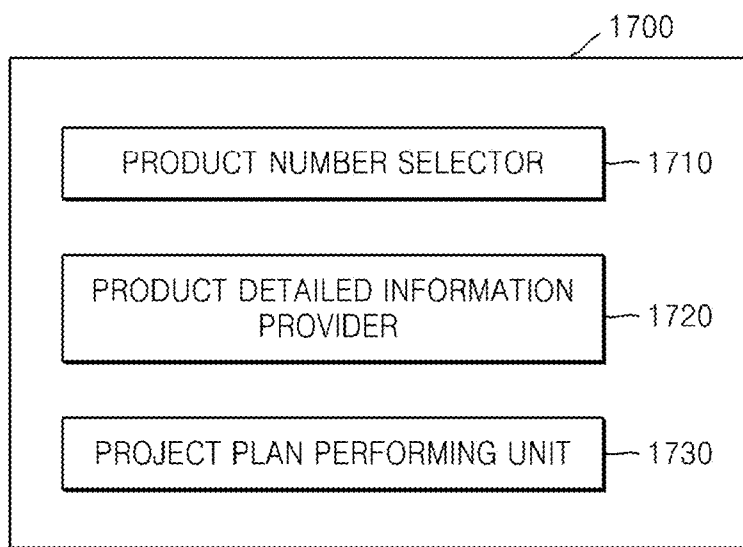 1700
PRODUCT NUMBER SELECTOR
1710
PRODUCT DETAILED INFORMATION
PROVIDER
1720
PROJECT PLAN PERFORMING UNIT
1730